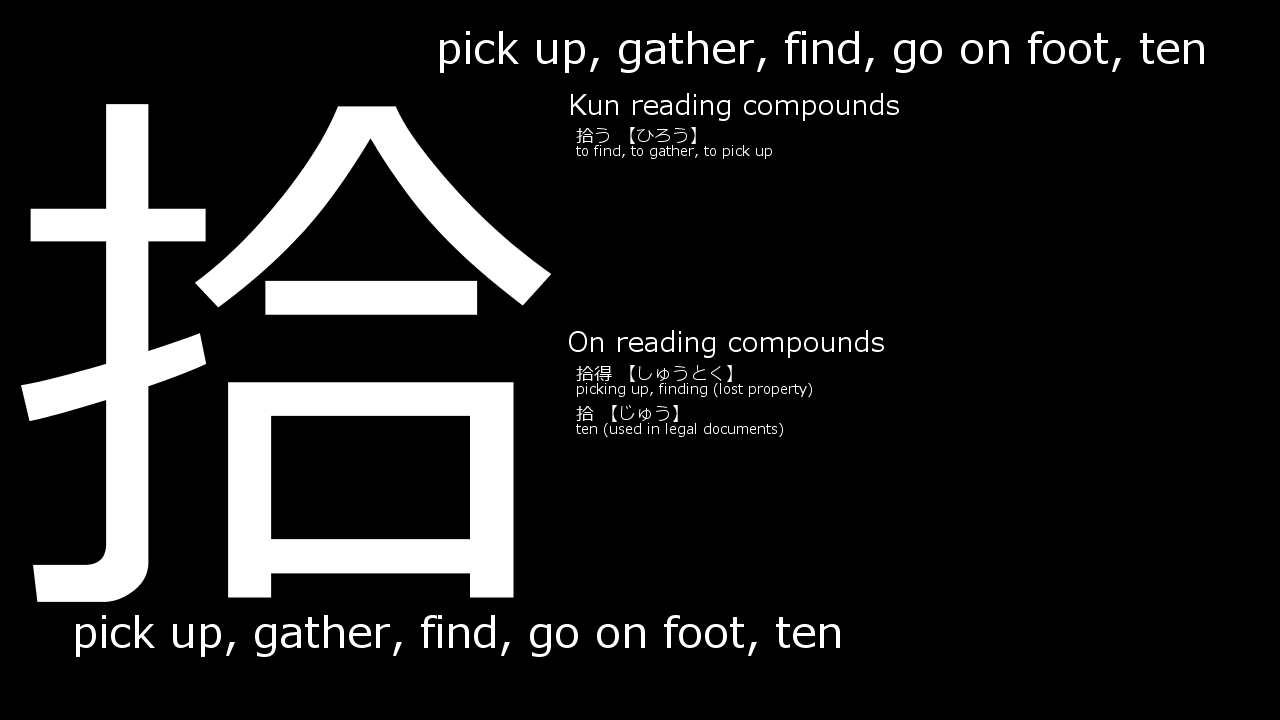 pick up, gather, find, go on foot, ten
拾
Kun reading compounds
拾う 【ひろう】
to find, to gather, to pick up
On reading compounds
拾得 【しゅうとく】
picking up, finding (lost property)
拾 【じゅう】
ten (used in legal documents)
pick up, gather, find, go on foot, ten